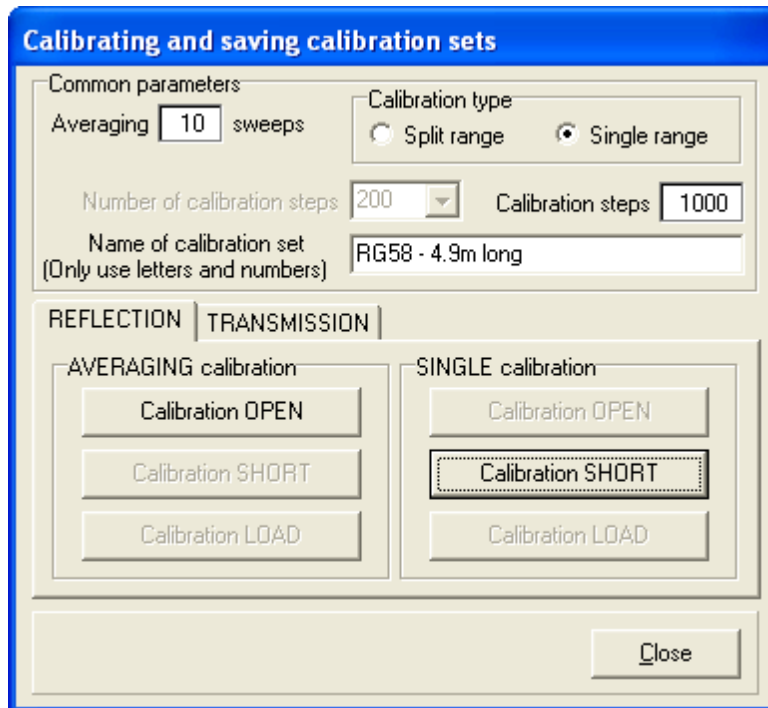 Calibrating and saving calibration sets
Common parameters
Averaging 10 sweeps
Calibration type
Split range Single range
Number of calibration steps 200 Calibration steps 1000
Name of calibration set
(Only use letters and numbers) RG58 - 4.9m long
REFLECTION TRANSMISSION
AVERAGING calibration SINGLE calibration
Calibration OPEN Calibration OPEN
Calibration SHORT Calibration SHORT
Calibration LOAD Calibration LOAD
Close